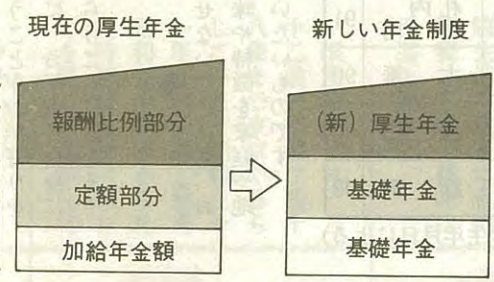 現在の厚生年金
報酬比例部分
定額部分
加給年金額
新しい年金制度
(新) 厚生年金
基礎年金
基礎年金